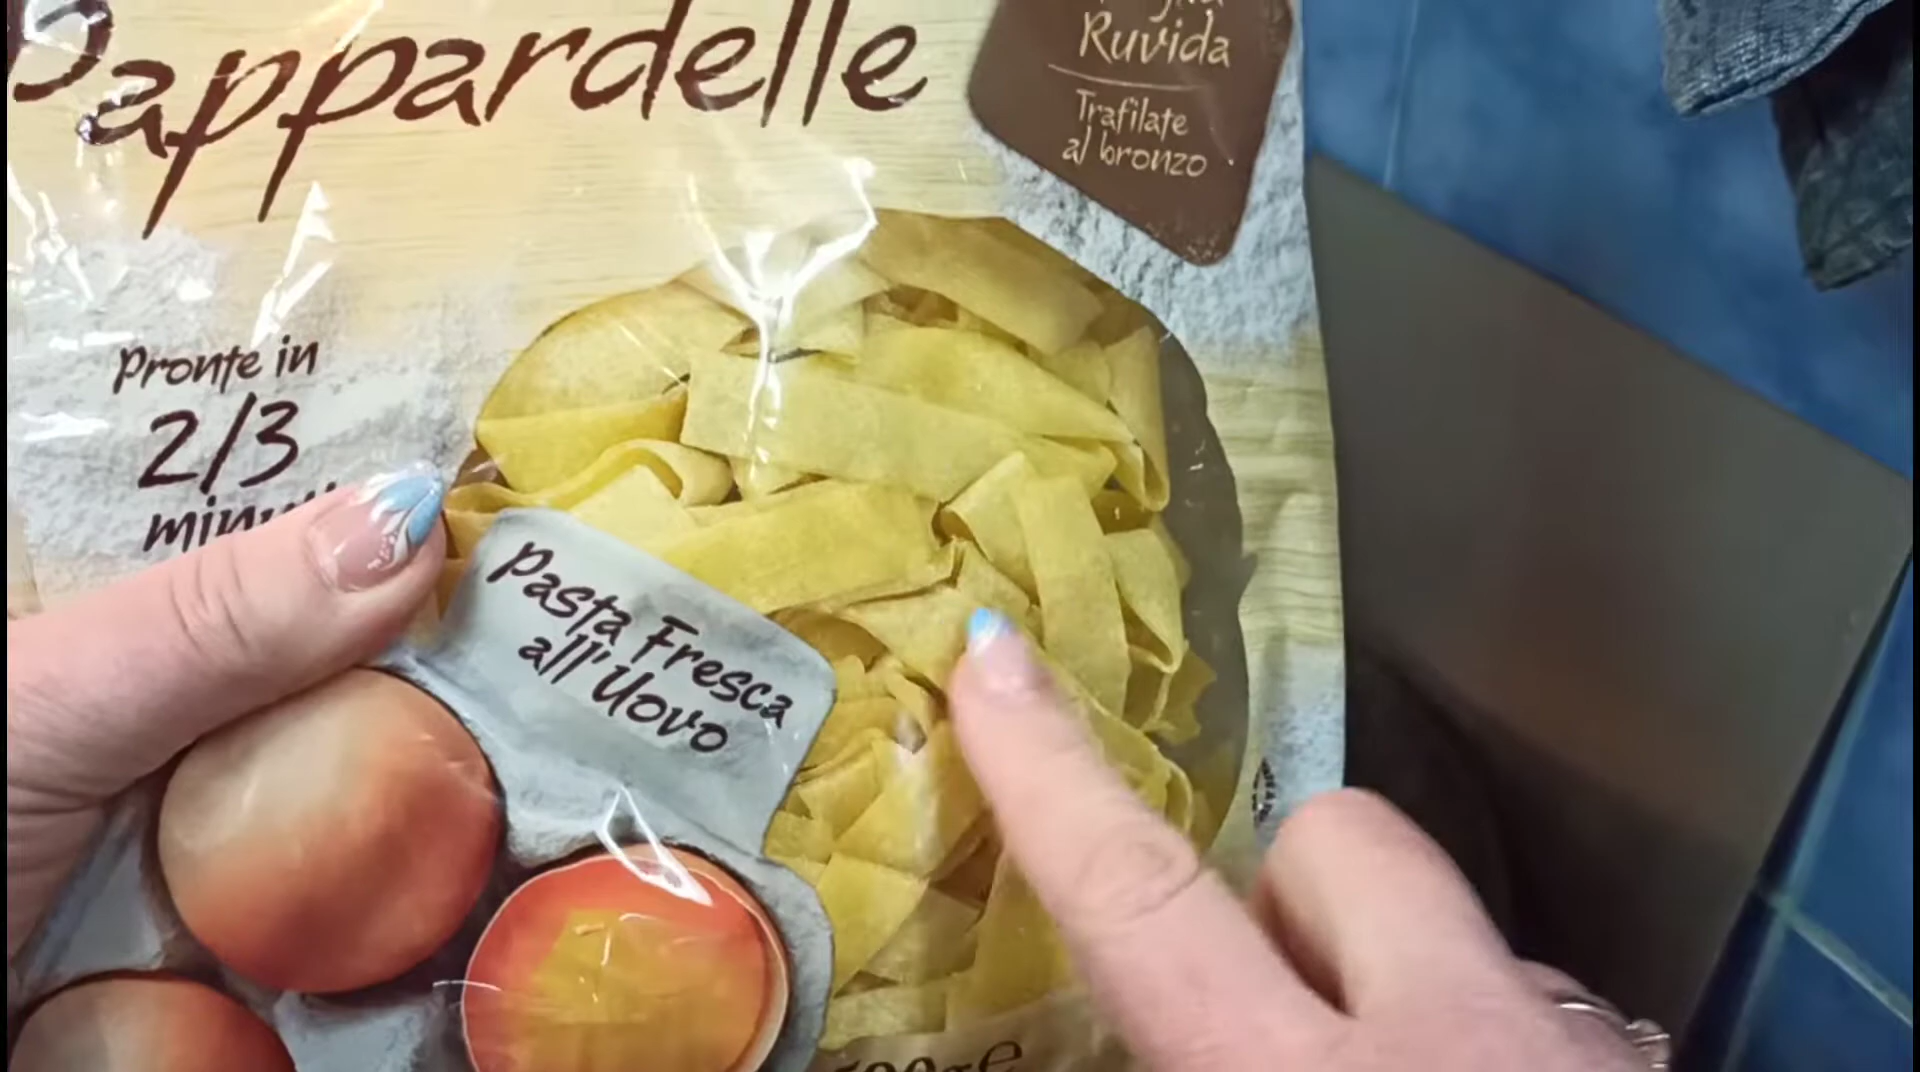 Pappardelle
Ruvida
Trafilate
al bronzo
Pronte in
2/3
Pasta Fresca
all'Uovo